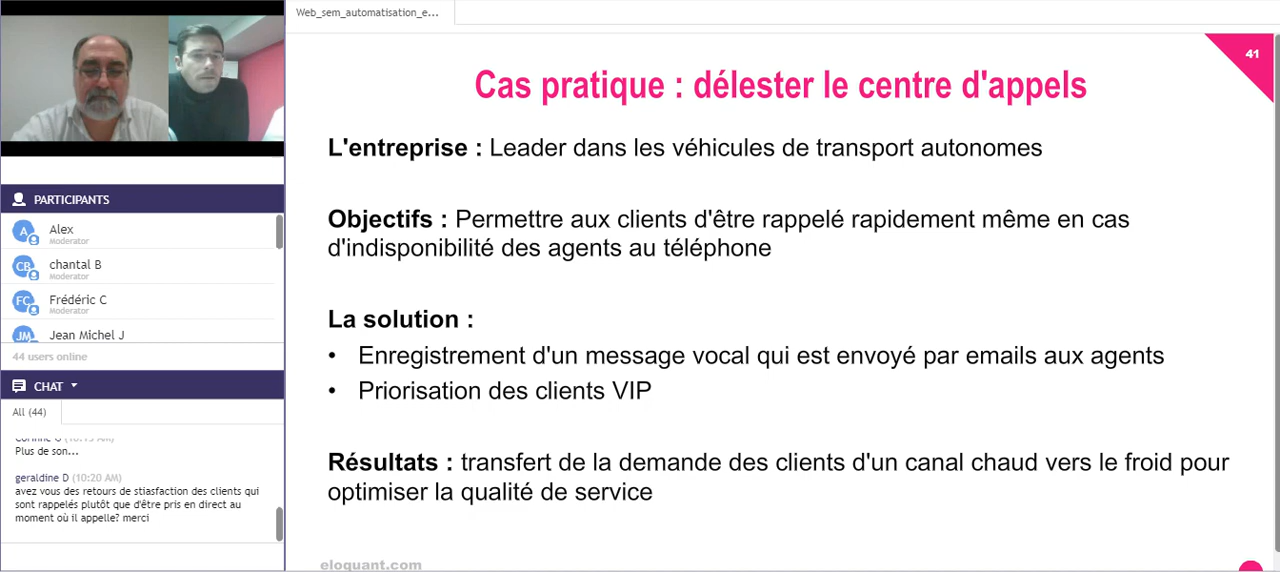 Web_sem_automatisation_e...
41
Cas pratique : délester le centre d'appels
L'entreprise : Leader dans les véhicules de transport autonomes
Objectifs : Permettre aux clients d'être rappelé rapidement même en cas
d'indisponibilité des agents au téléphone
La solution :
• Enregistrement d'un message vocal qui est envoyé par emails aux agents
• Priorisation des clients VIP
Résultats : transfert de la demande des clients d'un canal chaud vers le froid pour
optimiser la qualité de service
eloquant.com
PARTICIPANTS
A
Alex
Moderator
CB
chantal B
Moderator
FC
Frédéric C
Moderator
JM
Jean Michel J
44 users online
CHAT
All (44)
Plus de son...
geraldine D (10:20 AM)
avez vous des retours de stiasfaction des clients qui
sont rappelés plutôt que d'être pris en direct au
moment où il appelle? merci